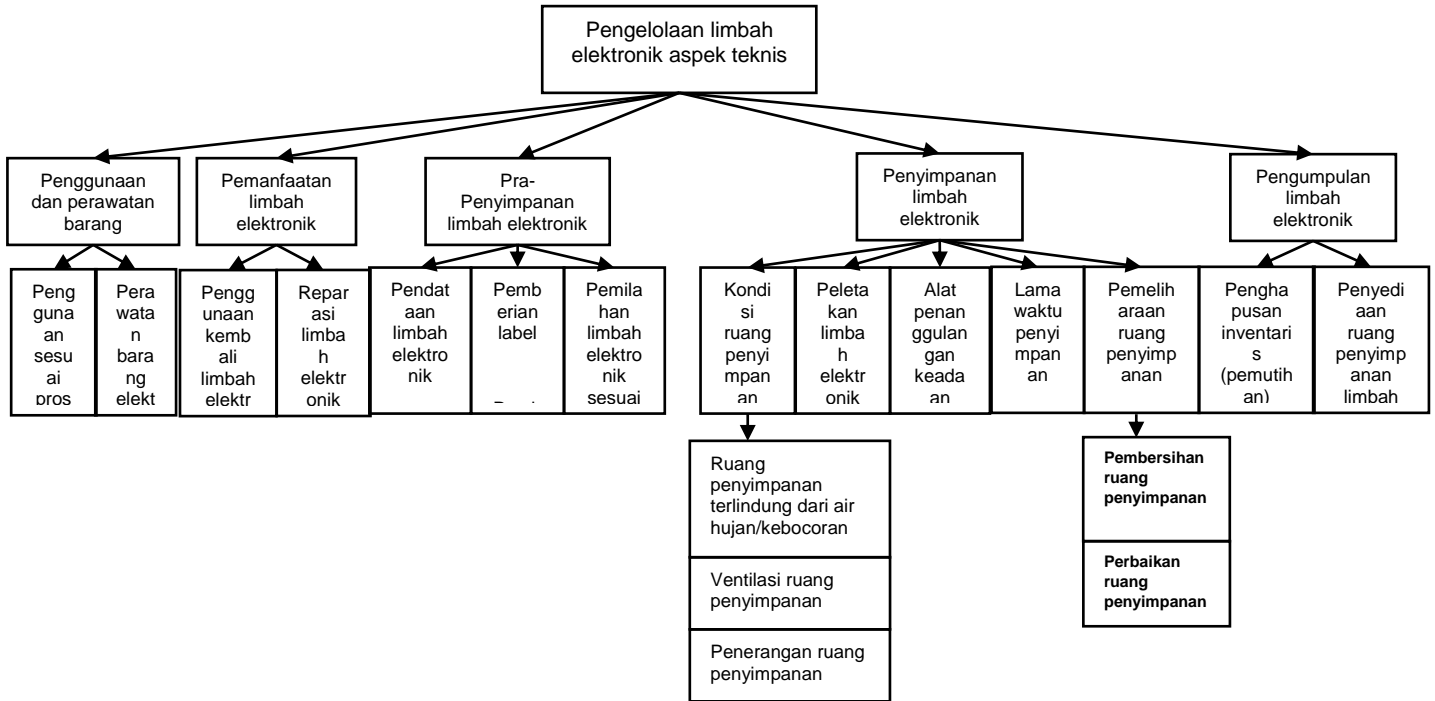 Pengelolaan limbah
elektronik aspek teknis
Penggunaan
dan perawatan
barang
Pemanfaatan
limbah
elektronik
Pra-
Penyimpanan
limbah elektronik
Penyimpanan
limbah
elektronik
Pengumpulan
limbah
elektronik
Peng
guna
an
sesu
ai
pros
Pera
wata
n
bara
ng
elekt
Pengg
unaan
kemb
ali
limbah
elektr
Repar
asi
limba
h
elektr
onik
Pendat
aan
limbah
elektro
nik
Pemb
erian
label
Pemila
han
limbah
elektro
nik
sesuai
Kondi
si
ruang
penyi
mpan
an
Peleta
kan
limba
h
elektr
onik
Alat
penan
ggulan
gan
keada
an
Lama
waktu
penyi
mpan
an
Pemelih
araan
ruang
penyimp
anan
Pengha
pusan
inventari
s
(pemutih
an)
Penyedi
aan
ruang
penyimp
anan
limbah
Ruang
penyimpanan
terlindung dari air
hujan/kebocoran
Ventilasi ruang
penyimpanan
Penerangan ruang
penyimpanan
Pembersihan
ruang
penyimpanan
Perbaikan
ruang
penyimpanan